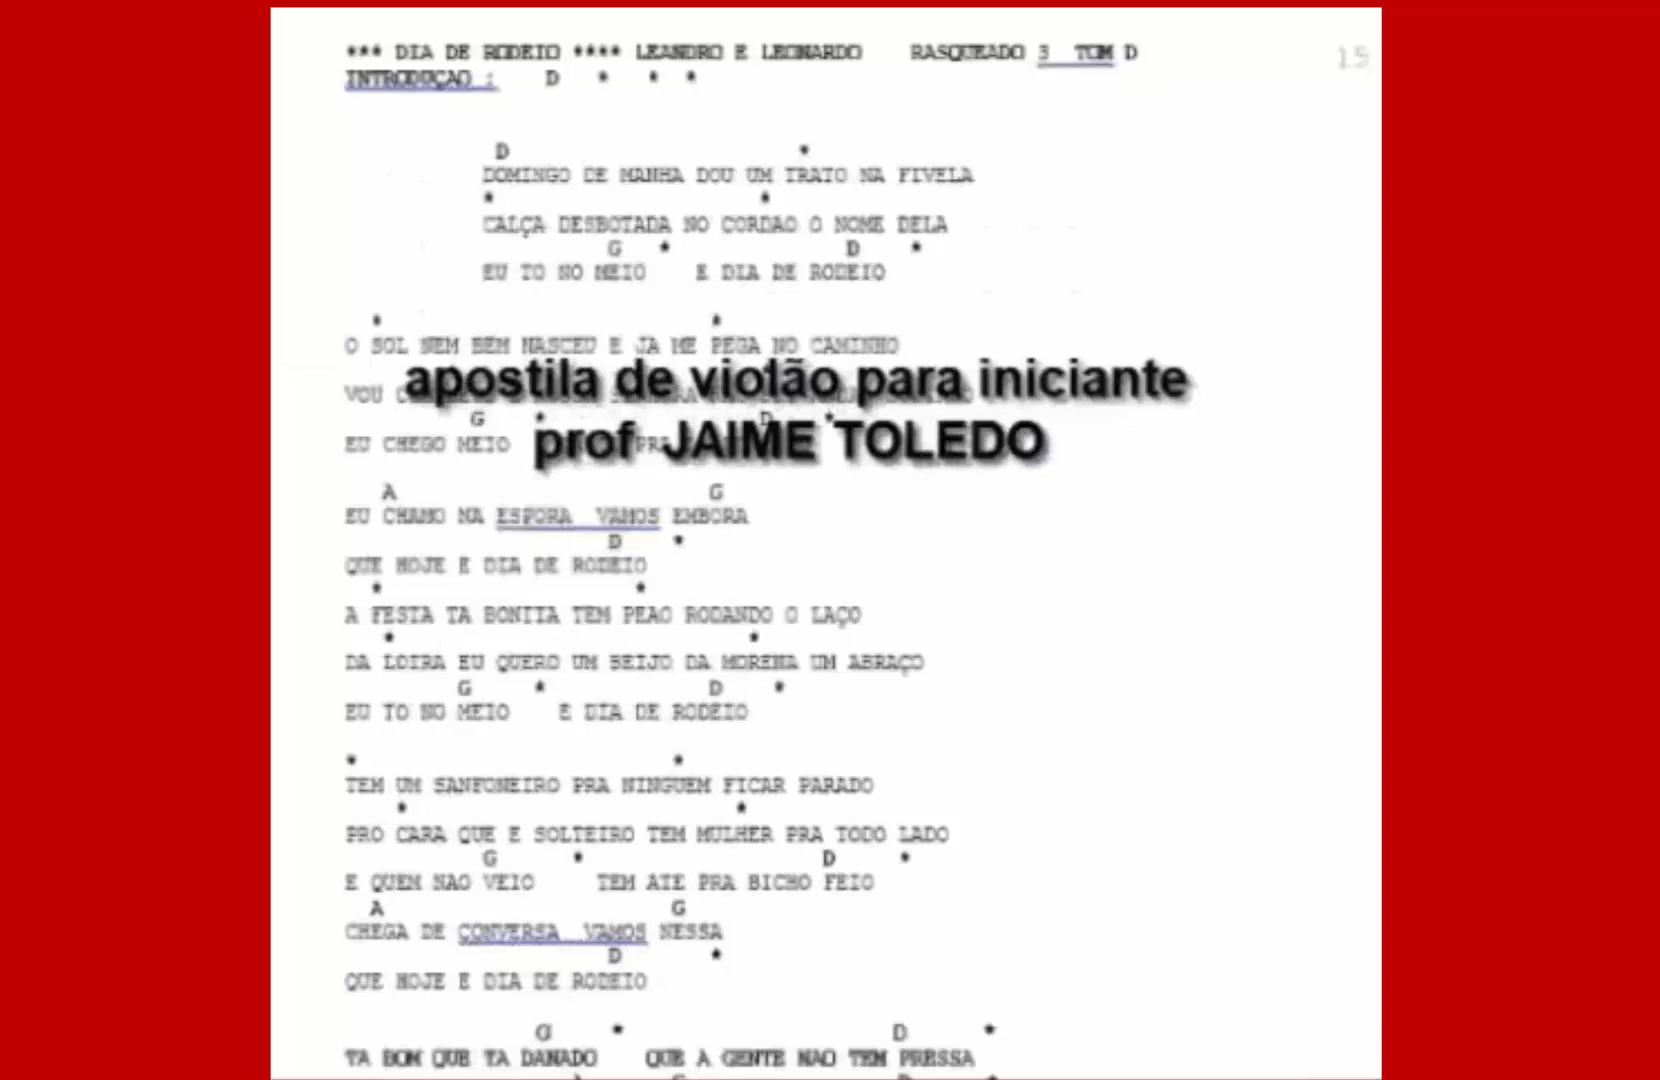 *** DIA DE RODEIO **** LEANDRO E LEONARDO RASQUEADO 3 TOM D
15
INTRODUÇAO : D * * *
D *
DOMINGO DE MANHA DOU UM TRATO NA FIVELA
* *
CALÇA DESBOTADA NO CORDAO O NOME DELA
G * D *
EU TO NO MEIO E DIA DE RODEIO
* *
O SOL NEM BEM NASCEU E JA ME PEGA NO CAMINHO
apostila de violão para iniciante
VOU
G * D *
prof JAIME TOLEDO
EU CHEGO MEIO
A G
EU CHAMO NA ESPORA VAMOS EMBORA
D *
QUE HOJE E DIA DE RODEIO
* *
A FESTA TA BONITA TEM PEAO RODANDO O LAÇO
* *
DA LOIRA EU QUERO UM BEIJO DA MORENA UM ABRAÇO
G * D *
EU TO NO MEIO E DIA DE RODEIO
* *
TEM UM SANFONEIRO PRA NINGUEM FICAR PARADO
* *
PRO CARA QUE E SOLTEIRO TEM MULHER PRA TODO LADO
G * D *
E QUEM NAO VEIO TEM ATE PRA BICHO FEIO
A G
CHEGA DE CONVERSA VAMOS NESSA
D *
QUE HOJE E DIA DE RODEIO
G * D *
TA BOM QUE TA DANADO QUE A GENTE NAO TEM PRESSA